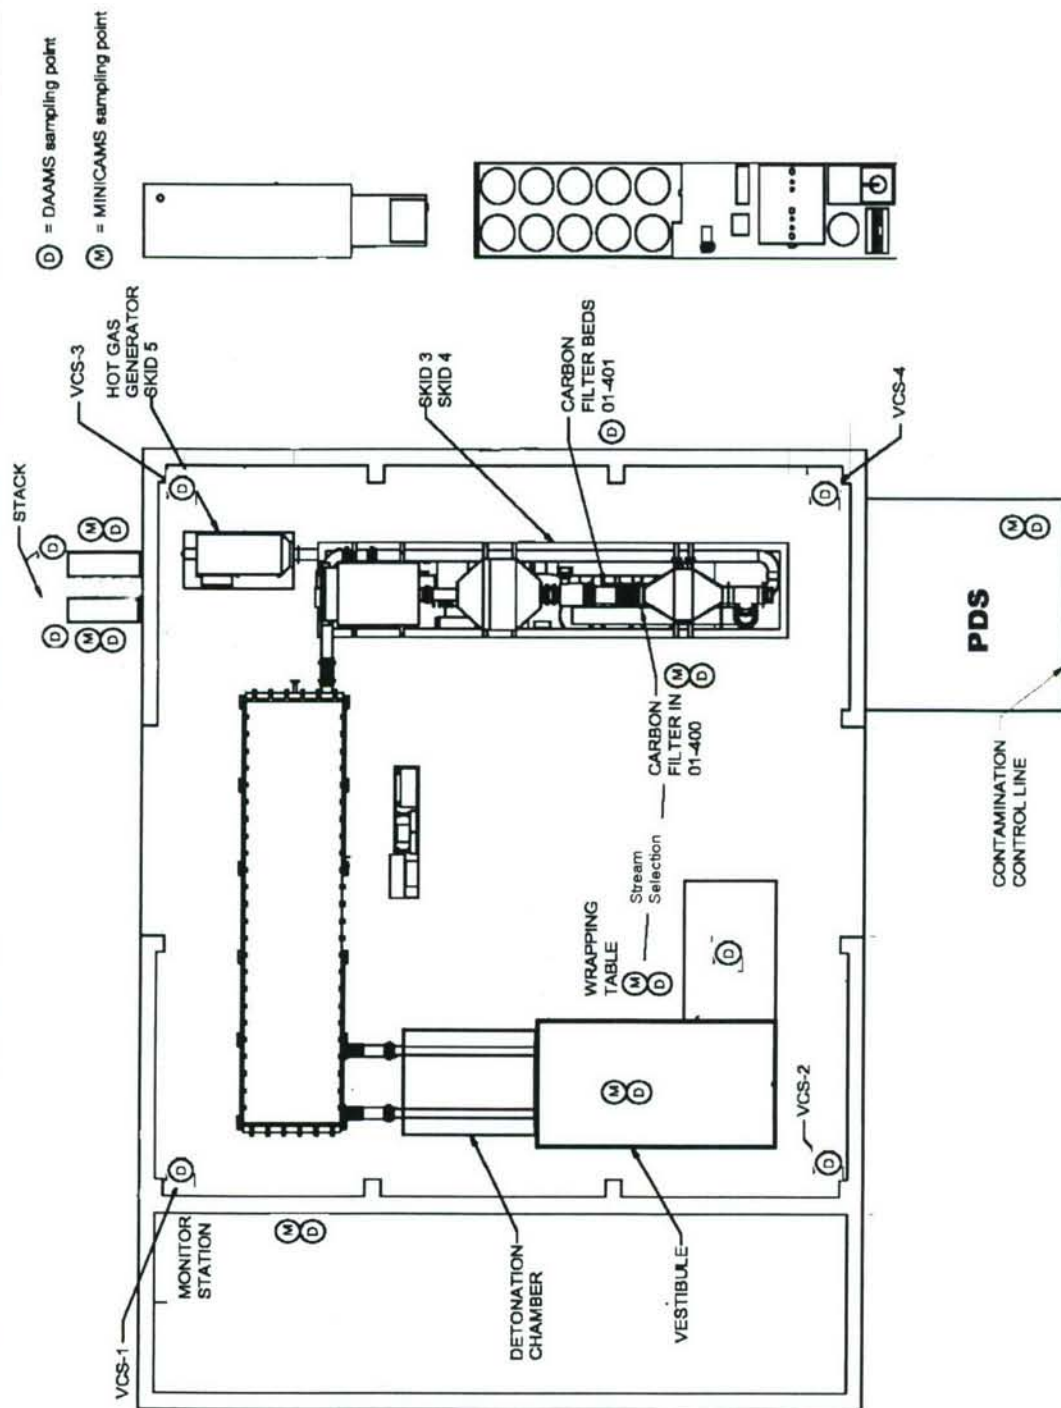 Ⓓ = DAAMS sampling point
Ⓜ = MINICAMS sampling point
STACK
D
M
D
D
M
D
VCS-3
HOT GAS
GENERATOR
SKID 5
D
SKID 3
SKID 4
CARBON
FILTER BEDS
01-401
D
VCS-4
D
CARBON
FILTER IN
01-400
M
D
Stream
Selection
WRAPPING
TABLE
M
D
D
PDS
M
D
CONTAMINATION
CONTROL LINE
VCS-1
D
MONITOR
STATION
M
D
DETONATION
CHAMBER
VESTIBULE
M
D
VCS-2
D